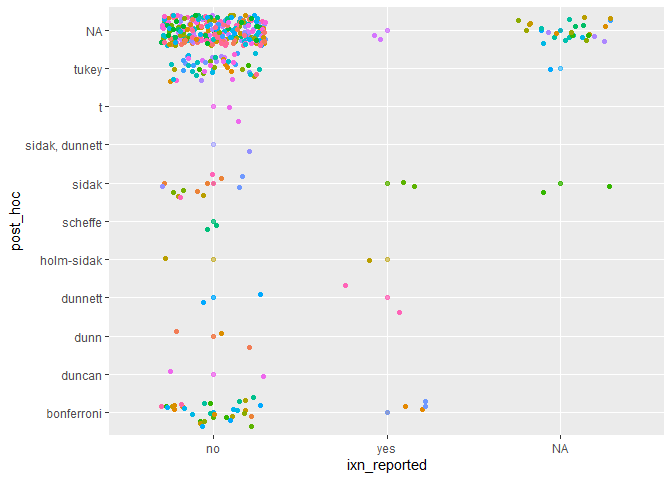 NA
tukey
t
sidak, dunnett
sidak
scheffe
holm-sidak
dunnett
dunn
duncan
bonferroni
post_hoc
no yes NA
ixn_reported